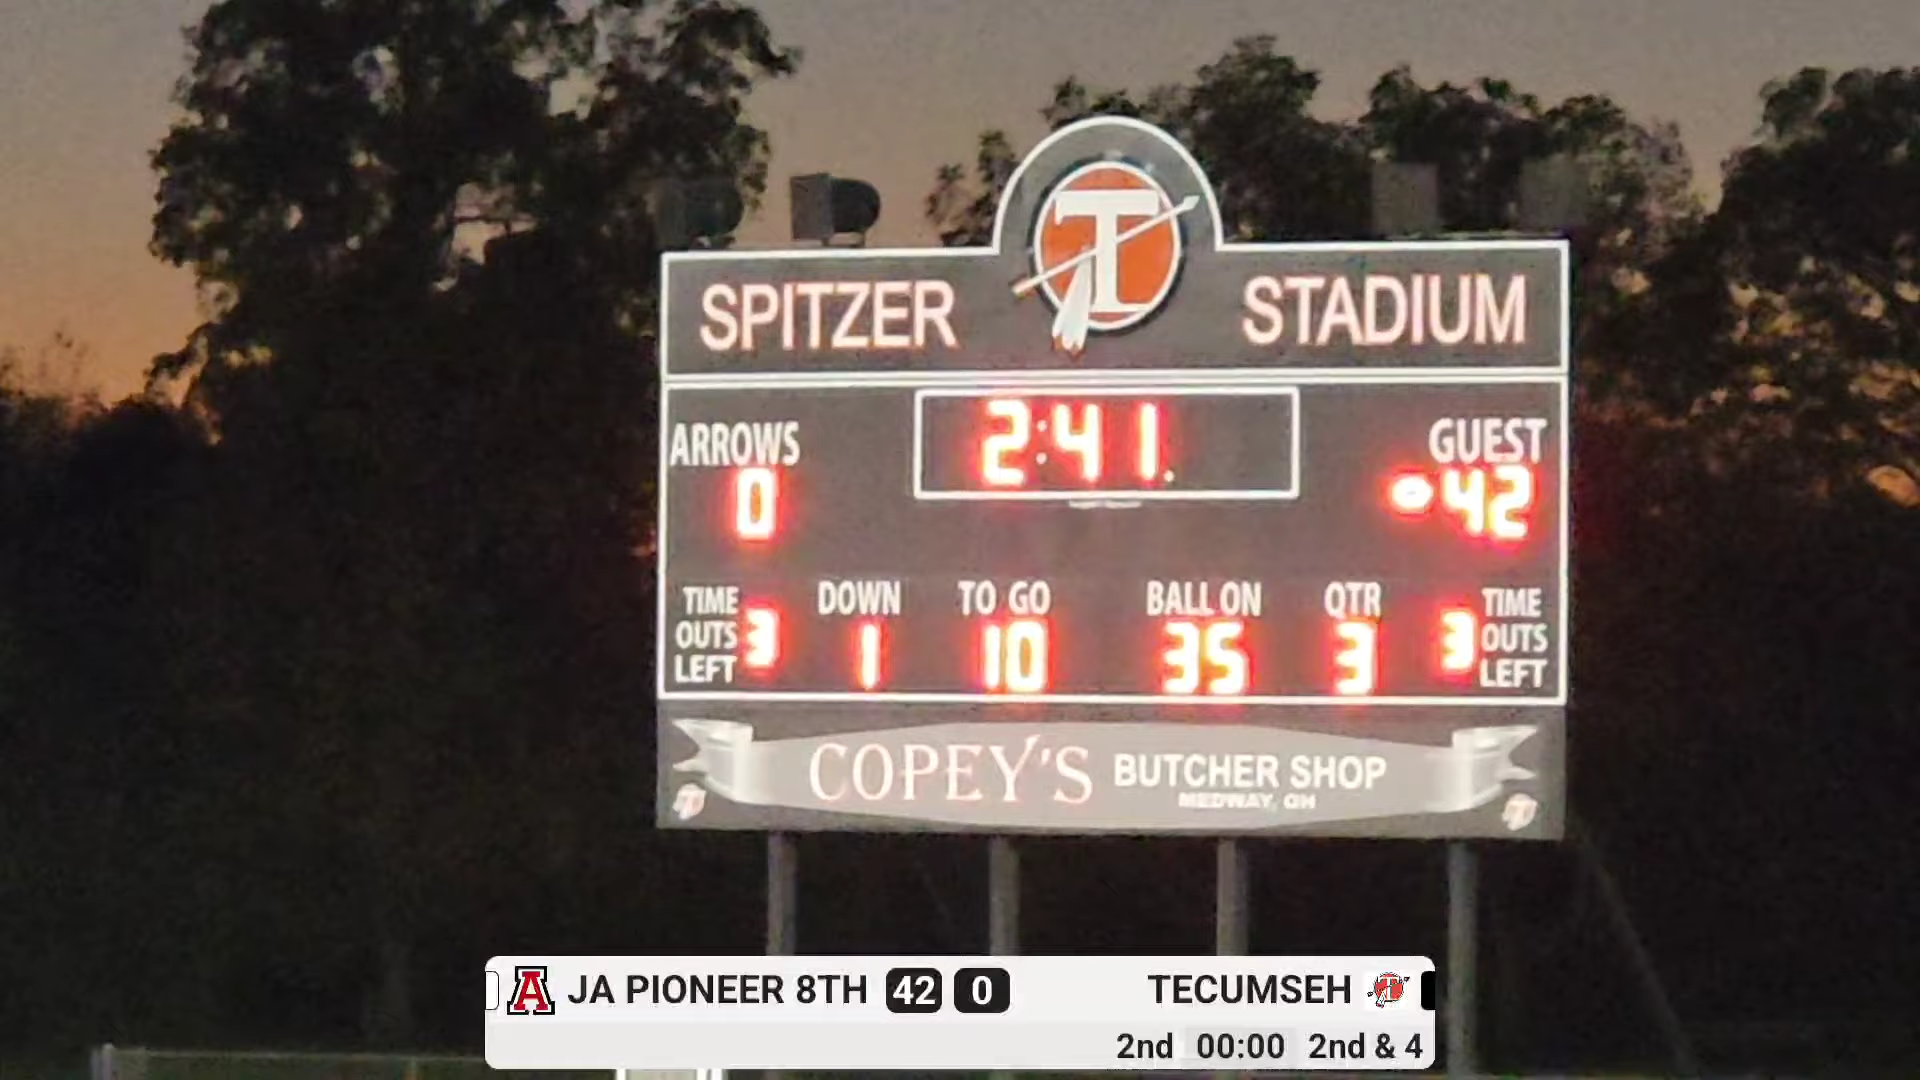 SPITZER T STADIUM
2:41
ARROWS GUEST
0 42
TIME OUTS LEFT 3
DOWN 1
TO GO 10
BALL ON 35
QTR 3
3 TIME OUTS LEFT
COPEY'S BUTCHER SHOP
MEDWAY, OH
A JA PIONEER 8TH 42 0 TECUMSEH T
2nd 00:00 2nd & 4